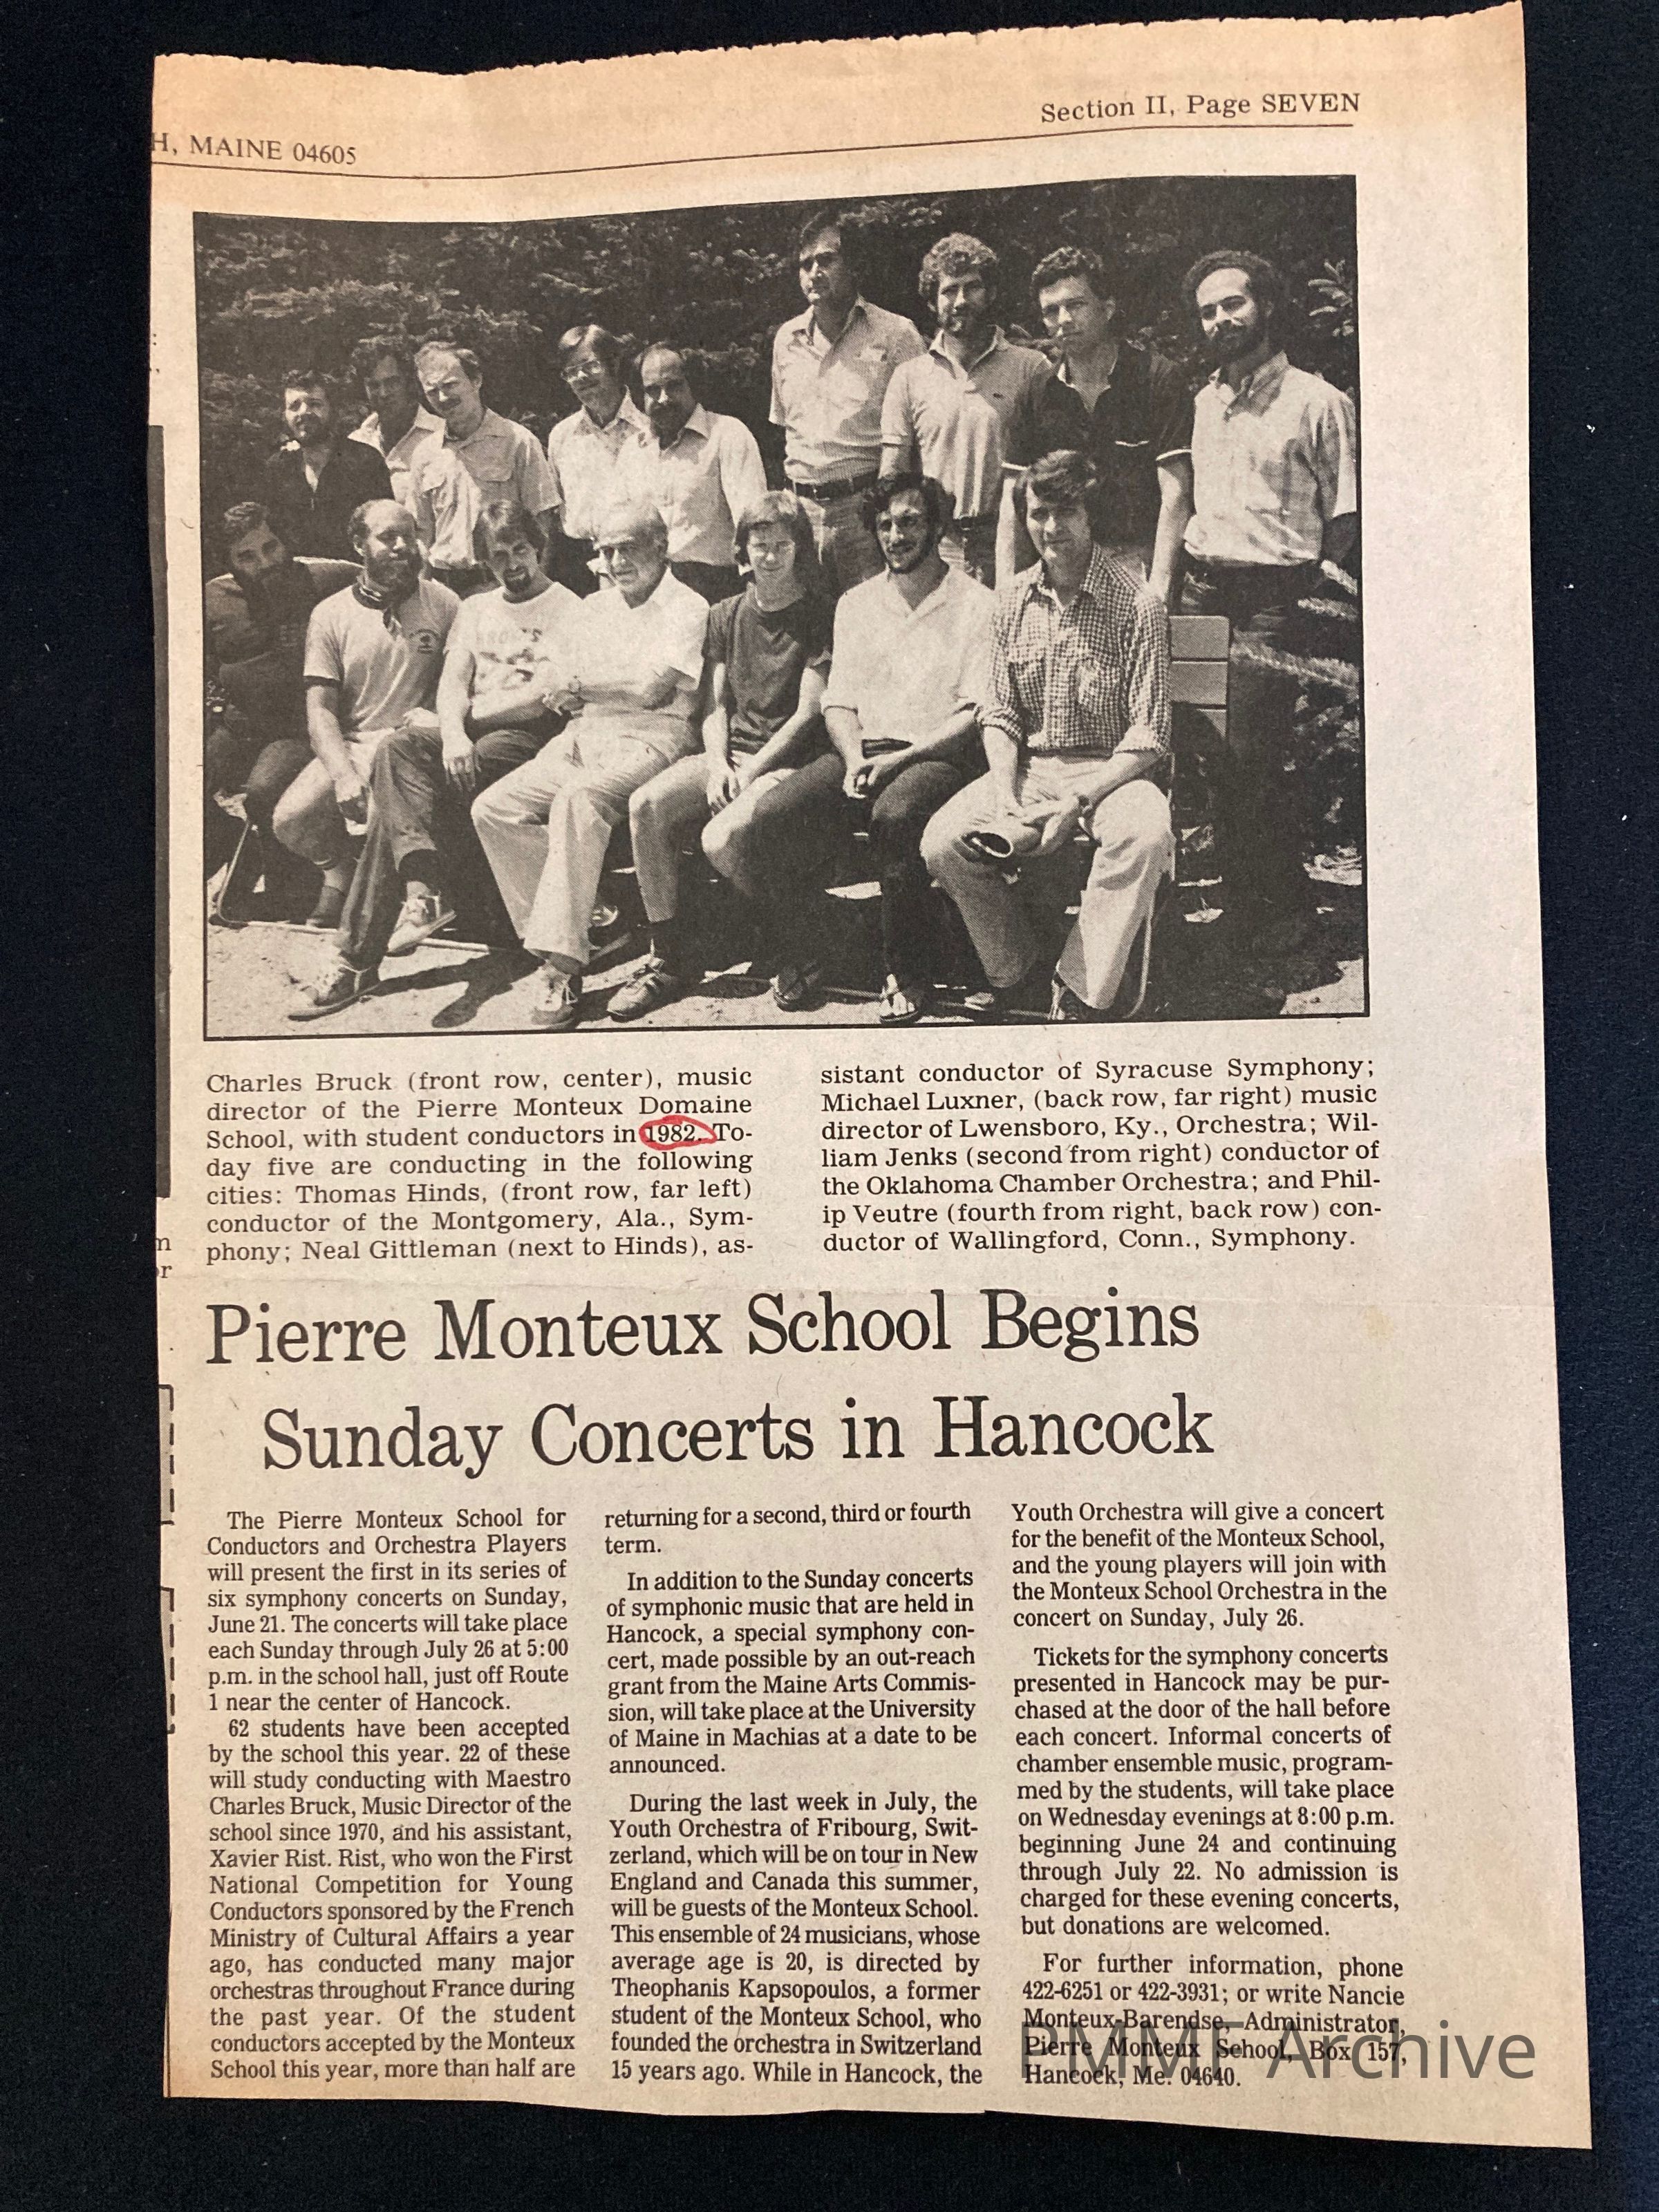 Section II, Page SEVEN
H, MAINE 04605
Charles Bruck (front row, center), music
director of the Pierre Monteux Domaine
School, with student conductors in 1982. To-
day five are conducting in the following
cities: Thomas Hinds, (front row, far left)
conductor of the Montgomery, Ala., Sym-
phony; Neal Gittleman (next to Hinds), as-
sistant conductor of Syracuse Symphony;
Michael Luxner, (back row, far right) music
director of Lwensboro, Ky., Orchestra; Wil-
liam Jenks (second from right) conductor of
the Oklahoma Chamber Orchestra; and Phil-
ip Veutre (fourth from right, back row) con-
ductor of Wallingford, Conn., Symphony.
Pierre Monteux School Begins
Sunday Concerts in Hancock
The Pierre Monteux School for
Conductors and Orchestra Players
will present the first in its series of
six symphony concerts on Sunday,
June 21. The concerts will take place
each Sunday through July 26 at 5:00
p.m. in the school hall, just off Route
1 near the center of Hancock.
62 students have been accepted
by the school this year. 22 of these
will study conducting with Maestro
Charles Bruck, Music Director of the
school since 1970, and his assistant,
Xavier Rist. Rist, who won the First
National Competition for Young
Conductors sponsored by the French
Ministry of Cultural Affairs a year
ago, has conducted many major
orchestras throughout France during
the past year. Of the student
conductors accepted by the Monteux
School this year, more than half are
returning for a second, third or fourth
term.
In addition to the Sunday concerts
of symphonic music that are held in
Hancock, a special symphony con-
cert, made possible by an out-reach
grant from the Maine Arts Commis-
sion, will take place at the University
of Maine in Machias at a date to be
announced.
During the last week in July, the
Youth Orchestra of Fribourg, Swit-
zerland, which will be on tour in New
England and Canada this summer,
will be guests of the Monteux School.
This ensemble of 24 musicians, whose
average age is 20, is directed by
Theophanis Kapsopoulos, a former
student of the Monteux School, who
founded the orchestra in Switzerland
15 years ago. While in Hancock, the
Youth Orchestra will give a concert
for the benefit of the Monteux School,
and the young players will join with
the Monteux School Orchestra in the
concert on Sunday, July 26.
Tickets for the symphony concerts
presented in Hancock may be pur-
chased at the door of the hall before
each concert. Informal concerts of
chamber ensemble music, program-
med by the students, will take place
on Wednesday evenings at 8:00 p.m.
beginning June 24 and continuing
through July 22. No admission is
charged for these evening concerts,
but donations are welcomed.
For further information, phone
422-6251 or 422-3931; or write Nancie
Monteux-Barendse, Administrator,
Pierre Monteux School, Box 157,
Hancock, Me. 04640.
PMMF Archive